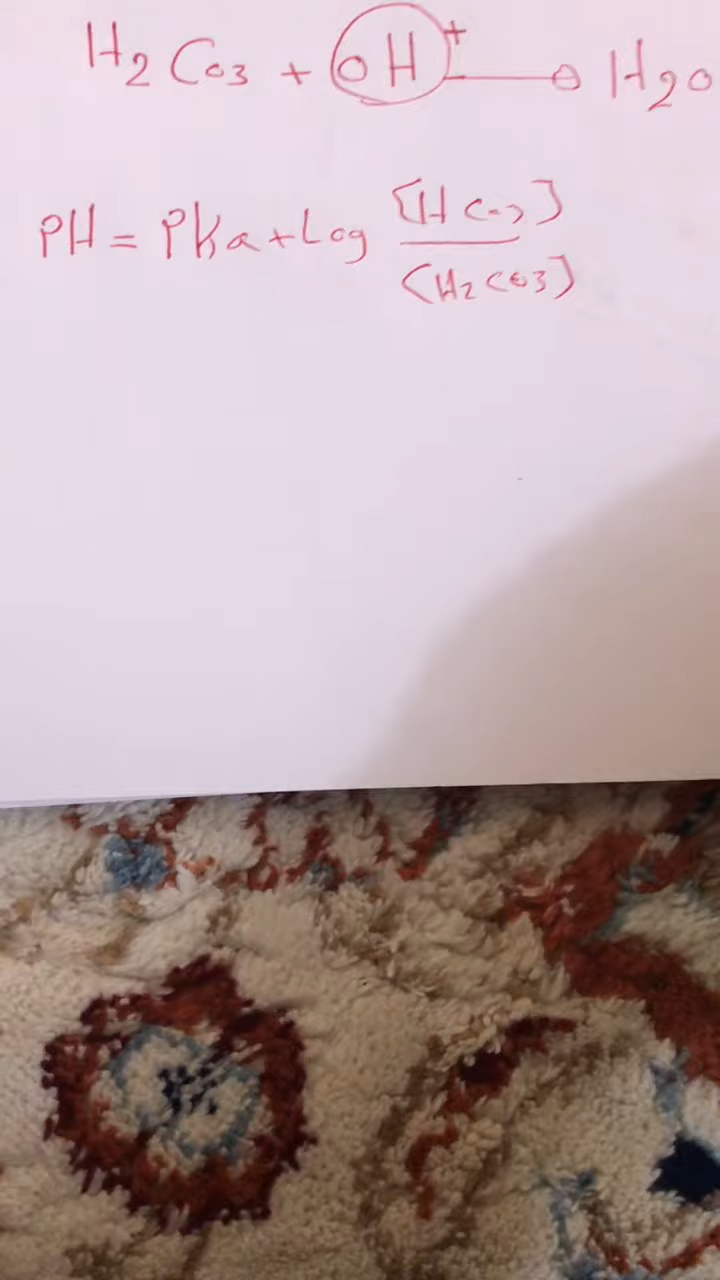 H2Co3 + OH+ → H2O
PH = PKa + Log [HCo3] / [H2CO3]